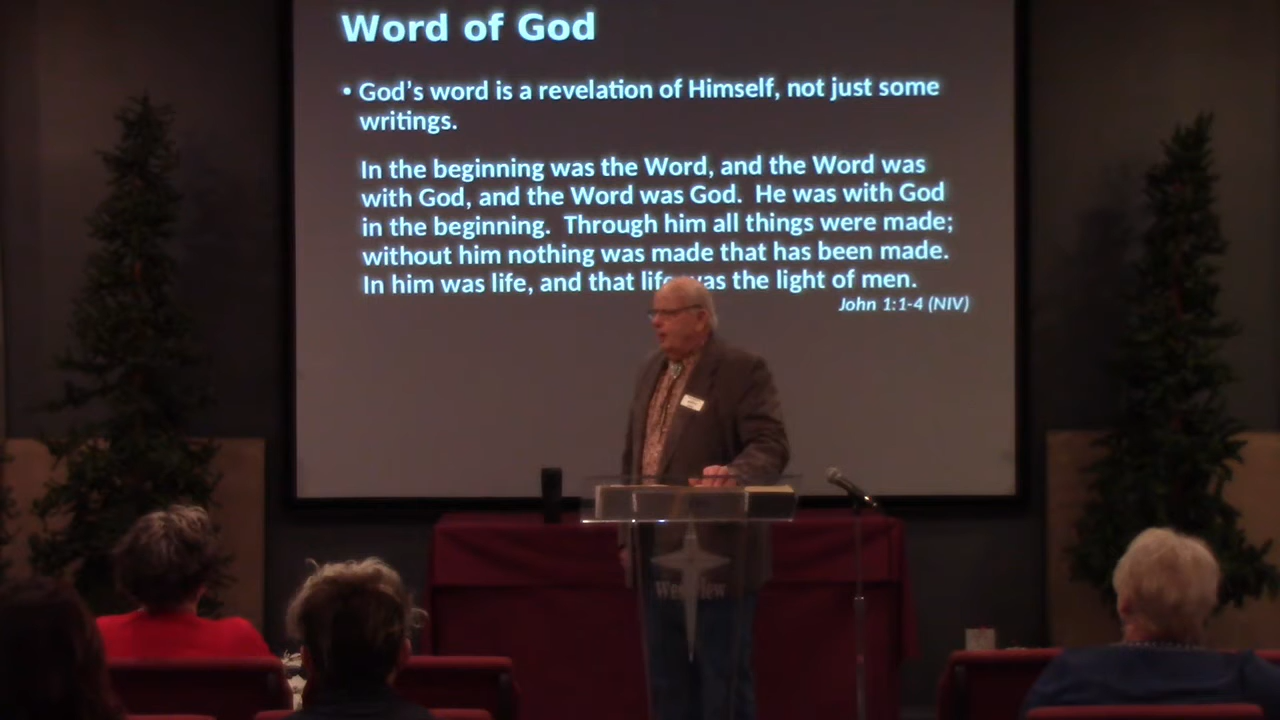 Word of God
• God's word is a revelation of Himself, not just some
writings.
In the beginning was the Word, and the Word was
with God, and the Word was God. He was with God
in the beginning. Through him all things were made;
without him nothing was made that has been made.
In him was life, and that life was the light of men.
John 1:1-4 (NIV)